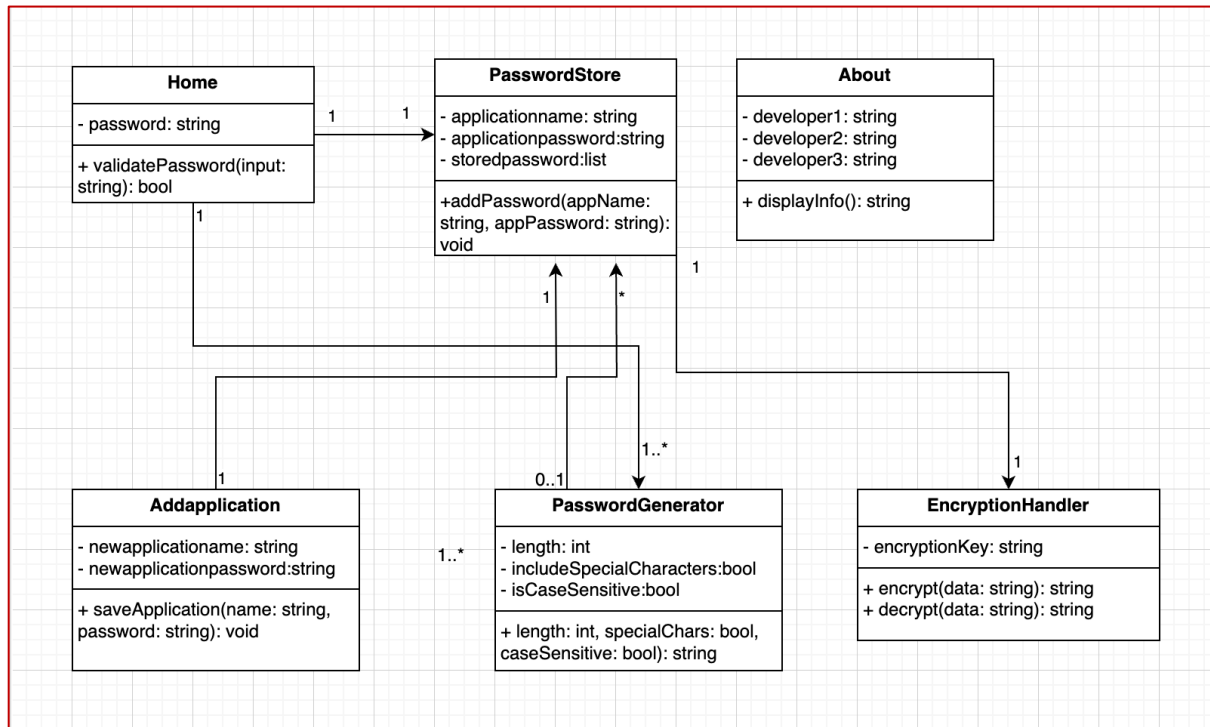 Home
- password: string
+ validatePassword(input:
string): bool
1
1
1
PasswordStore
- applicationname: string
- applicationpassword:string
- storedpassword:list
+addPassword(appName:
string, appPassword: string):
void
About
- developer1: string
- developer2: string
- developer3: string
+ displayInfo(): string
1
1
*
1..*
1
1
0..1
Addapplication
- newapplicationame: string
- newapplicationpassword:string
+ saveApplication(name: string,
password: string): void
1..*
PasswordGenerator
- length: int
- includeSpecialCharacters:bool
- isCaseSensitive:bool
+ length: int, specialChars: bool,
caseSensitive: bool): string
EncryptionHandler
- encryptionKey: string
+ encrypt(data: string): string
+ decrypt(data: string): string